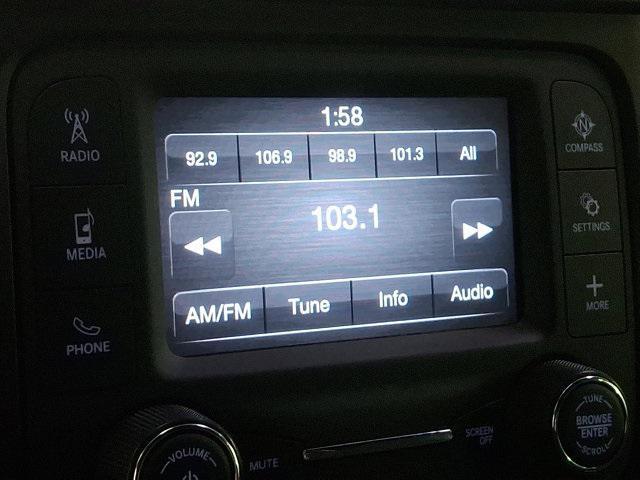 1:58
92.9 106.9 98.9 101.3 All
FM
103.1
AM/FM Tune Info Audio
RADIO
MEDIA
PHONE
N
COMPASS
SETTINGS
MORE
VOLUME
MUTE
SCREEN
OFF
TUNE
BROWSE
ENTER
SCROLL